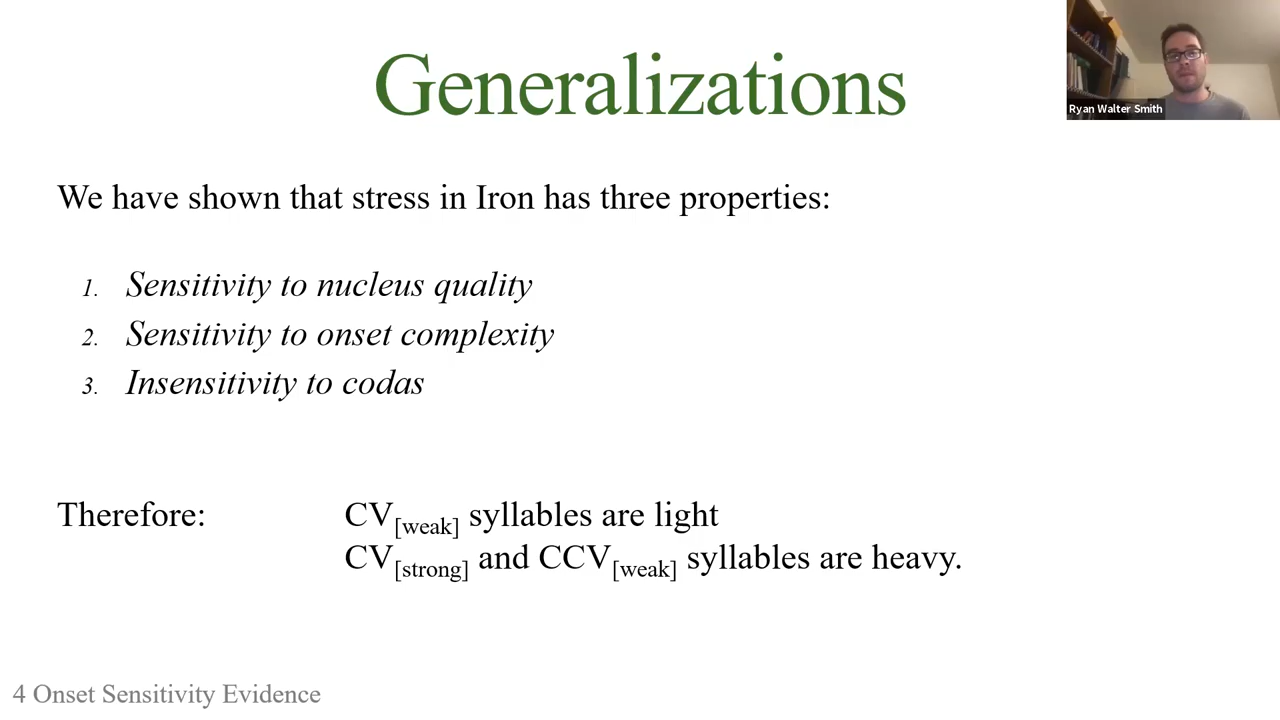 Generalizations
Ryan Walter Smith
We have shown that stress in Iron has three properties:
1. Sensitivity to nucleus quality
2. Sensitivity to onset complexity
3. Insensitivity to codas
Therefore: CV[weak] syllables are light
CV[strong] and CCV[weak] syllables are heavy.
4 Onset Sensitivity Evidence